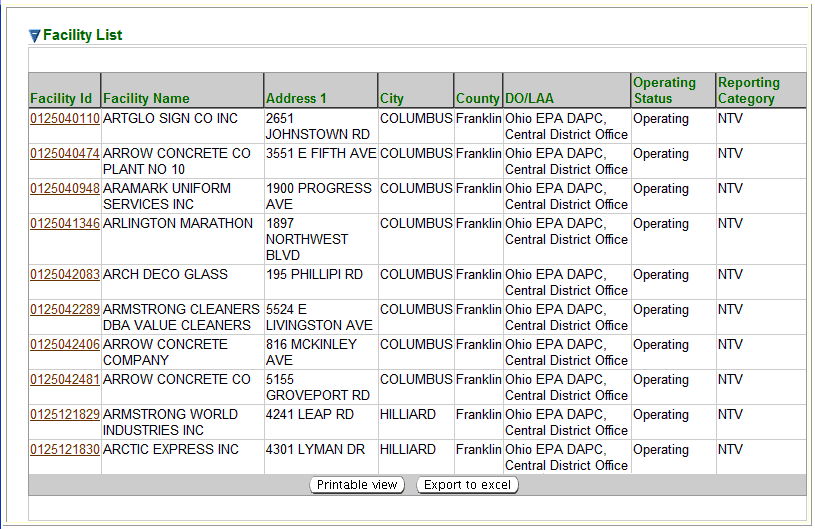 Facility List
Facility Id Facility Name Address 1 City County DO/LAA Operating Status Reporting Category
0125040110 ARTGLO SIGN CO INC 2651 COLUMBUS Franklin Ohio EPA DAPC, Operating NTV
JOHNSTOWN RD Central District Office
0125040474 ARROW CONCRETE CO 3551 E FIFTH AVE COLUMBUS Franklin Ohio EPA DAPC, Operating NTV
PLANT NO 10 Central District Office
0125040948 ARAMARK UNIFORM 1900 PROGRESS COLUMBUS Franklin Ohio EPA DAPC, Operating NTV
SERVICES INC AVE Central District Office
0125041346 ARLINGTON MARATHON 1897 COLUMBUS Franklin Ohio EPA DAPC, Operating NTV
NORTHWEST Central District Office
BLVD
0125042083 ARCH DECO GLASS 195 PHILLIPI RD COLUMBUS Franklin Ohio EPA DAPC, Operating NTV
Central District Office
0125042289 ARMSTRONG CLEANERS 5524 E COLUMBUS Franklin Ohio EPA DAPC, Operating NTV
DBA VALUE CLEANERS LIVINGSTON AVE Central District Office
0125042406 ARROW CONCRETE 816 MCKINLEY COLUMBUS Franklin Ohio EPA DAPC, Operating NTV
COMPANY AVE Central District Office
0125042481 ARROW CONCRETE CO 5155 COLUMBUS Franklin Ohio EPA DAPC, Operating NTV
GROVEPORT RD Central District Office
0125121829 ARMSTRONG WORLD 4241 LEAP RD HILLIARD Franklin Ohio EPA DAPC, Operating NTV
INDUSTRIES INC Central District Office
0125121830 ARCTIC EXPRESS INC 4301 LYMAN DR HILLIARD Franklin Ohio EPA DAPC, Operating NTV
Central District Office
Printable view Export to excel